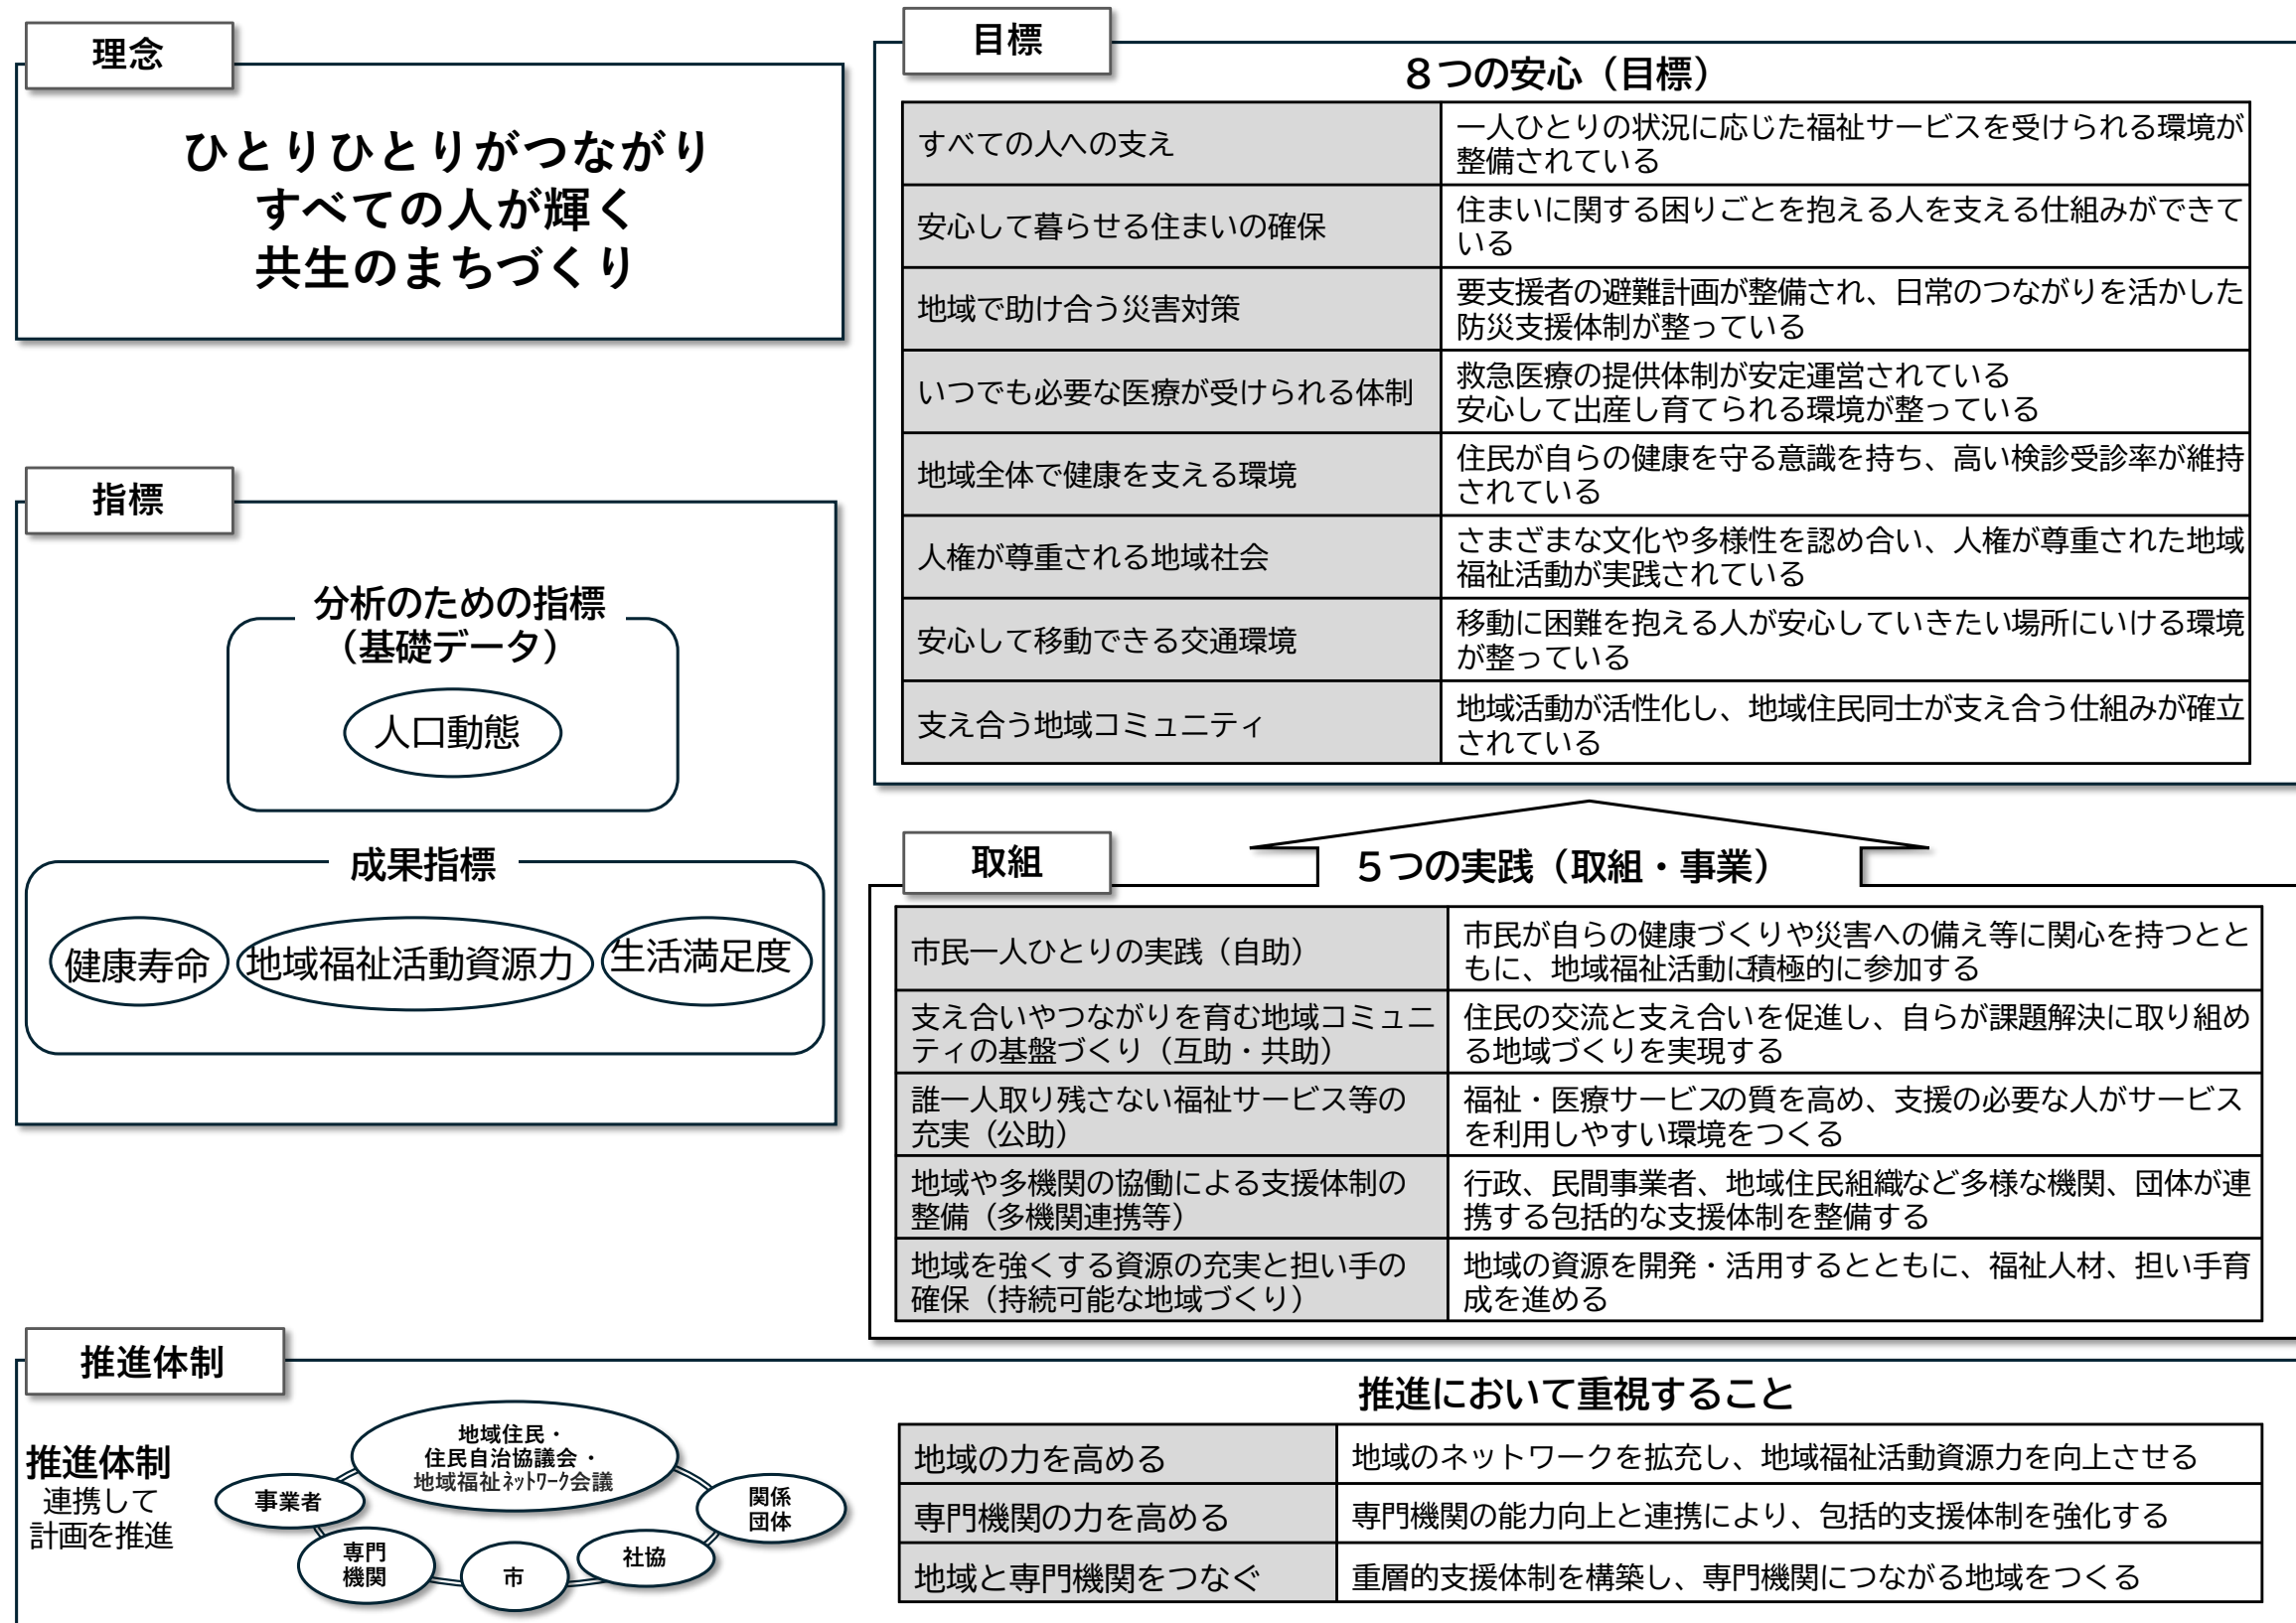 理念
ひとりひとりがつながり
すべての人が輝く
共生のまちづくり
指標
分析のための指標
（基礎データ）
人口動態
成果指標
健康寿命
地域福祉活動資源力
生活満足度
目標
８つの安心（目標）
すべての人への支え
一人ひとりの状況に応じた福祉サービスを受けられる環境が
整備されている
安心して暮らせる住まいの確保
住まいに関する困りごとを抱える人を支える仕組みができて
いる
地域で助け合う災害対策
要支援者の避難計画が整備され、日常のつながりを活かした
防災支援体制が整っている
いつでも必要な医療が受けられる体制
救急医療の提供体制が安定運営されている
安心して出産し育てられる環境が整っている
地域全体で健康を支える環境
住民が自らの健康を守る意識を持ち、高い検診受診率が維持
されている
人権が尊重される地域社会
さまざまな文化や多様性を認め合い、人権が尊重された地域
福祉活動が実践されている
安心して移動できる交通環境
移動に困難を抱える人が安心していきたい場所にいける環境
が整っている
支え合う地域コミュニティ
地域活動が活性化し、地域住民同士が支え合う仕組みが確立
されている
取組
５つの実践（取組・事業）
市民一人ひとりの実践（自助）
市民が自らの健康づくりや災害への備え等に関心を持つとと
もに、地域福祉活動に積極的に参加する
支え合いやつながりを育む地域コミュニ
ティの基盤づくり（互助・共助）
住民の交流と支え合いを促進し、自らが課題解決に取り組め
る地域づくりを実現する
誰一人取り残さない福祉サービス等の
充実（公助）
福祉・医療サービスの質を高め、支援の必要な人がサービス
を利用しやすい環境をつくる
地域や多機関の協働による支援体制の
整備（多機関連携等）
行政、民間事業者、地域住民組織など多様な機関、団体が連
携する包括的な支援体制を整備する
地域を強くする資源の充実と担い手の
確保（持続可能な地域づくり）
地域の資源を開発・活用するとともに、福祉人材、担い手育
成を進める
推進体制
推進体制
連携して
計画を推進
地域住民・
住民自治協議会・
地域福祉ﾈｯﾄﾜｰｸ会議
事業者
関係
団体
専門
機関
市
社協
推進において重視すること
地域の力を高める
地域のネットワークを拡充し、地域福祉活動資源力を向上させる
専門機関の力を高める
専門機関の能力向上と連携により、包括的支援体制を強化する
地域と専門機関をつなぐ
重層的支援体制を構築し、専門機関につながる地域をつくる